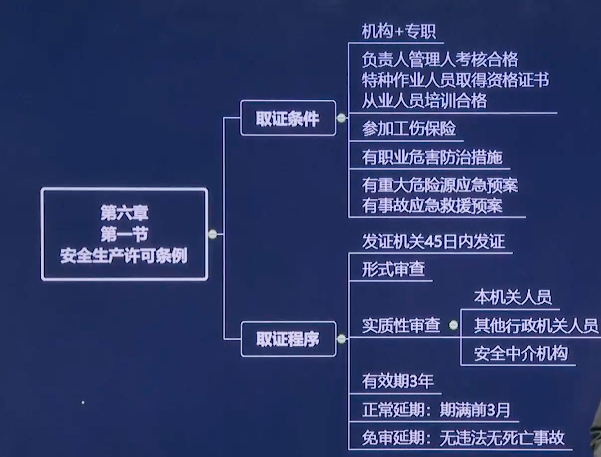 第六章
第一节
安全生产许可条例
取证条件
机构+专职
负责人管理人考核合格
特种作业人员取得资格证书
从业人员培训合格
参加工伤保险
有职业危害防治措施
有重大危险源应急预案
有事故应急救援预案
取证程序
发证机关45日内发证
形式审查
实质性审查
本机关人员
其他行政机关人员
安全中介机构
有效期3年
正常延期：期满前3月
免审延期：无违法无死亡事故